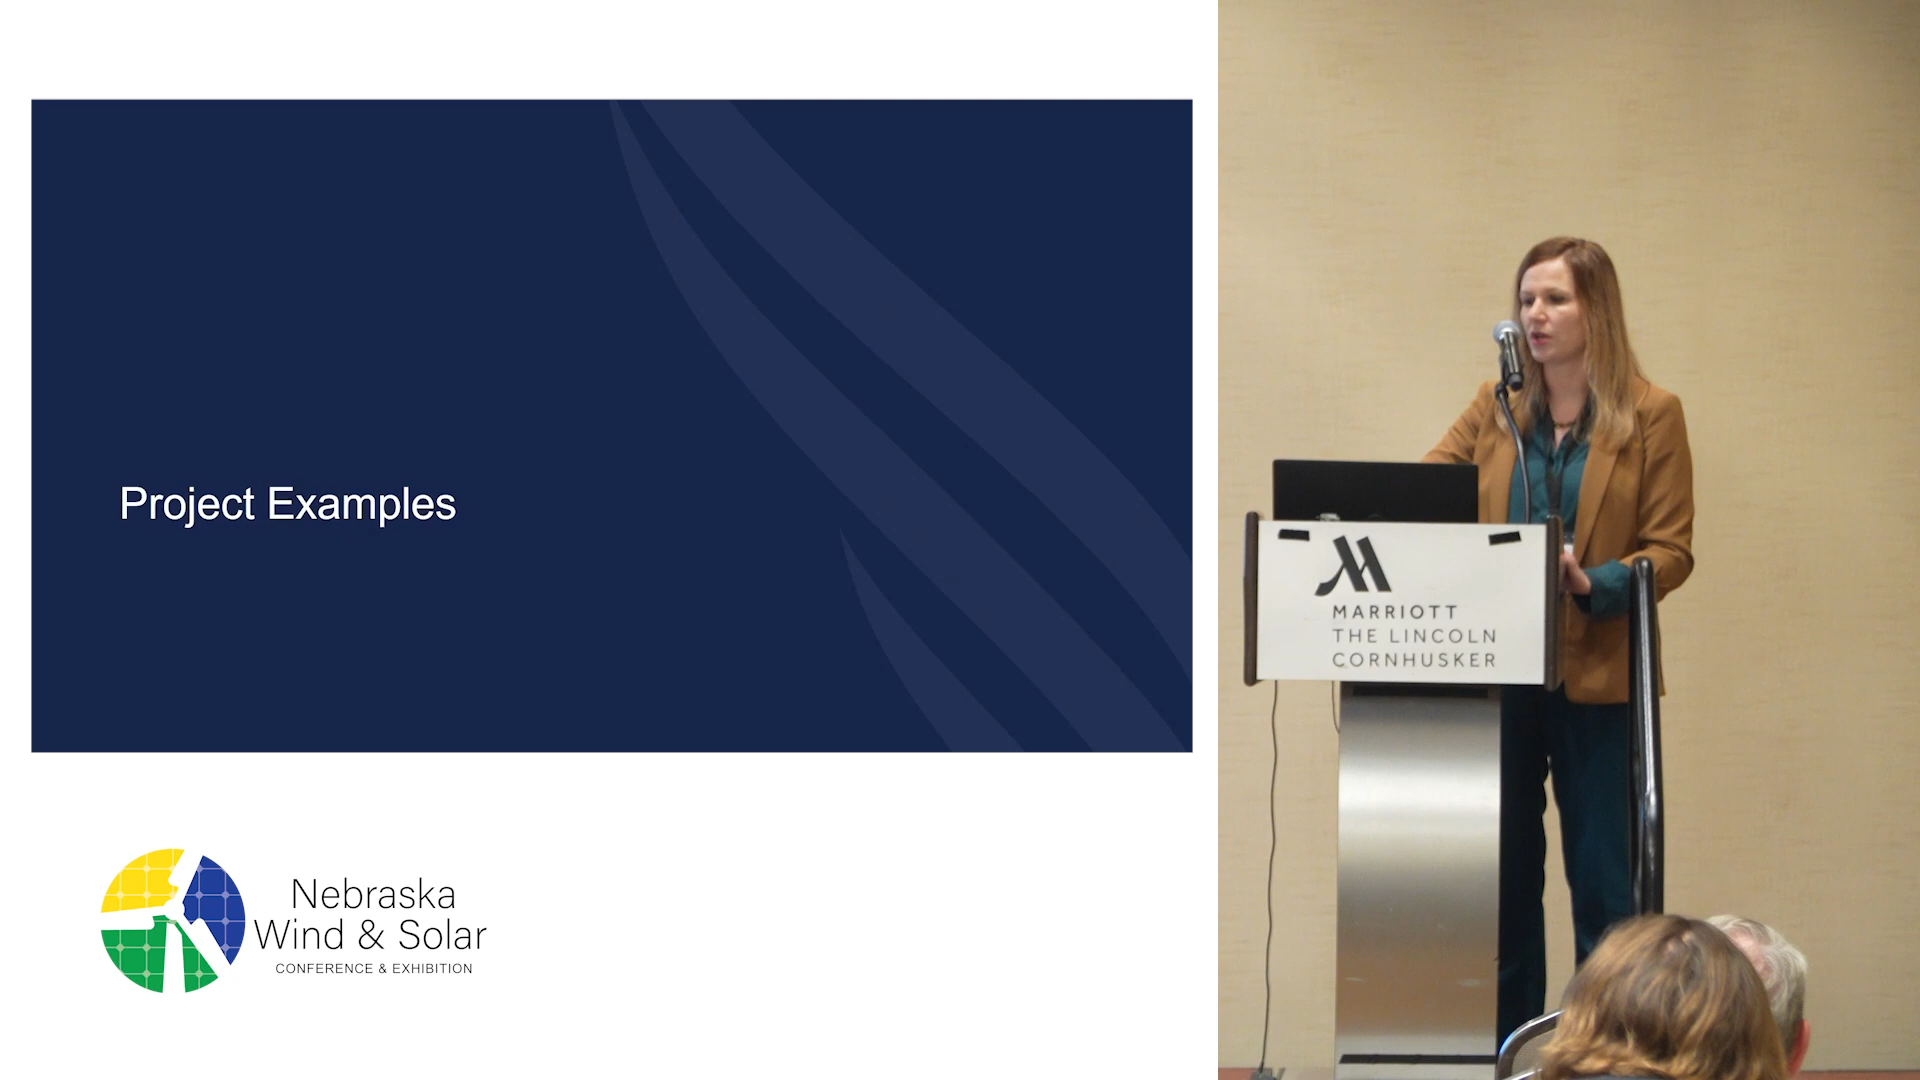 Project Examples
Nebraska
Wind & Solar
CONFERENCE & EXHIBITION
MARRIOTT
THE LINCOLN
CORNHUSKER